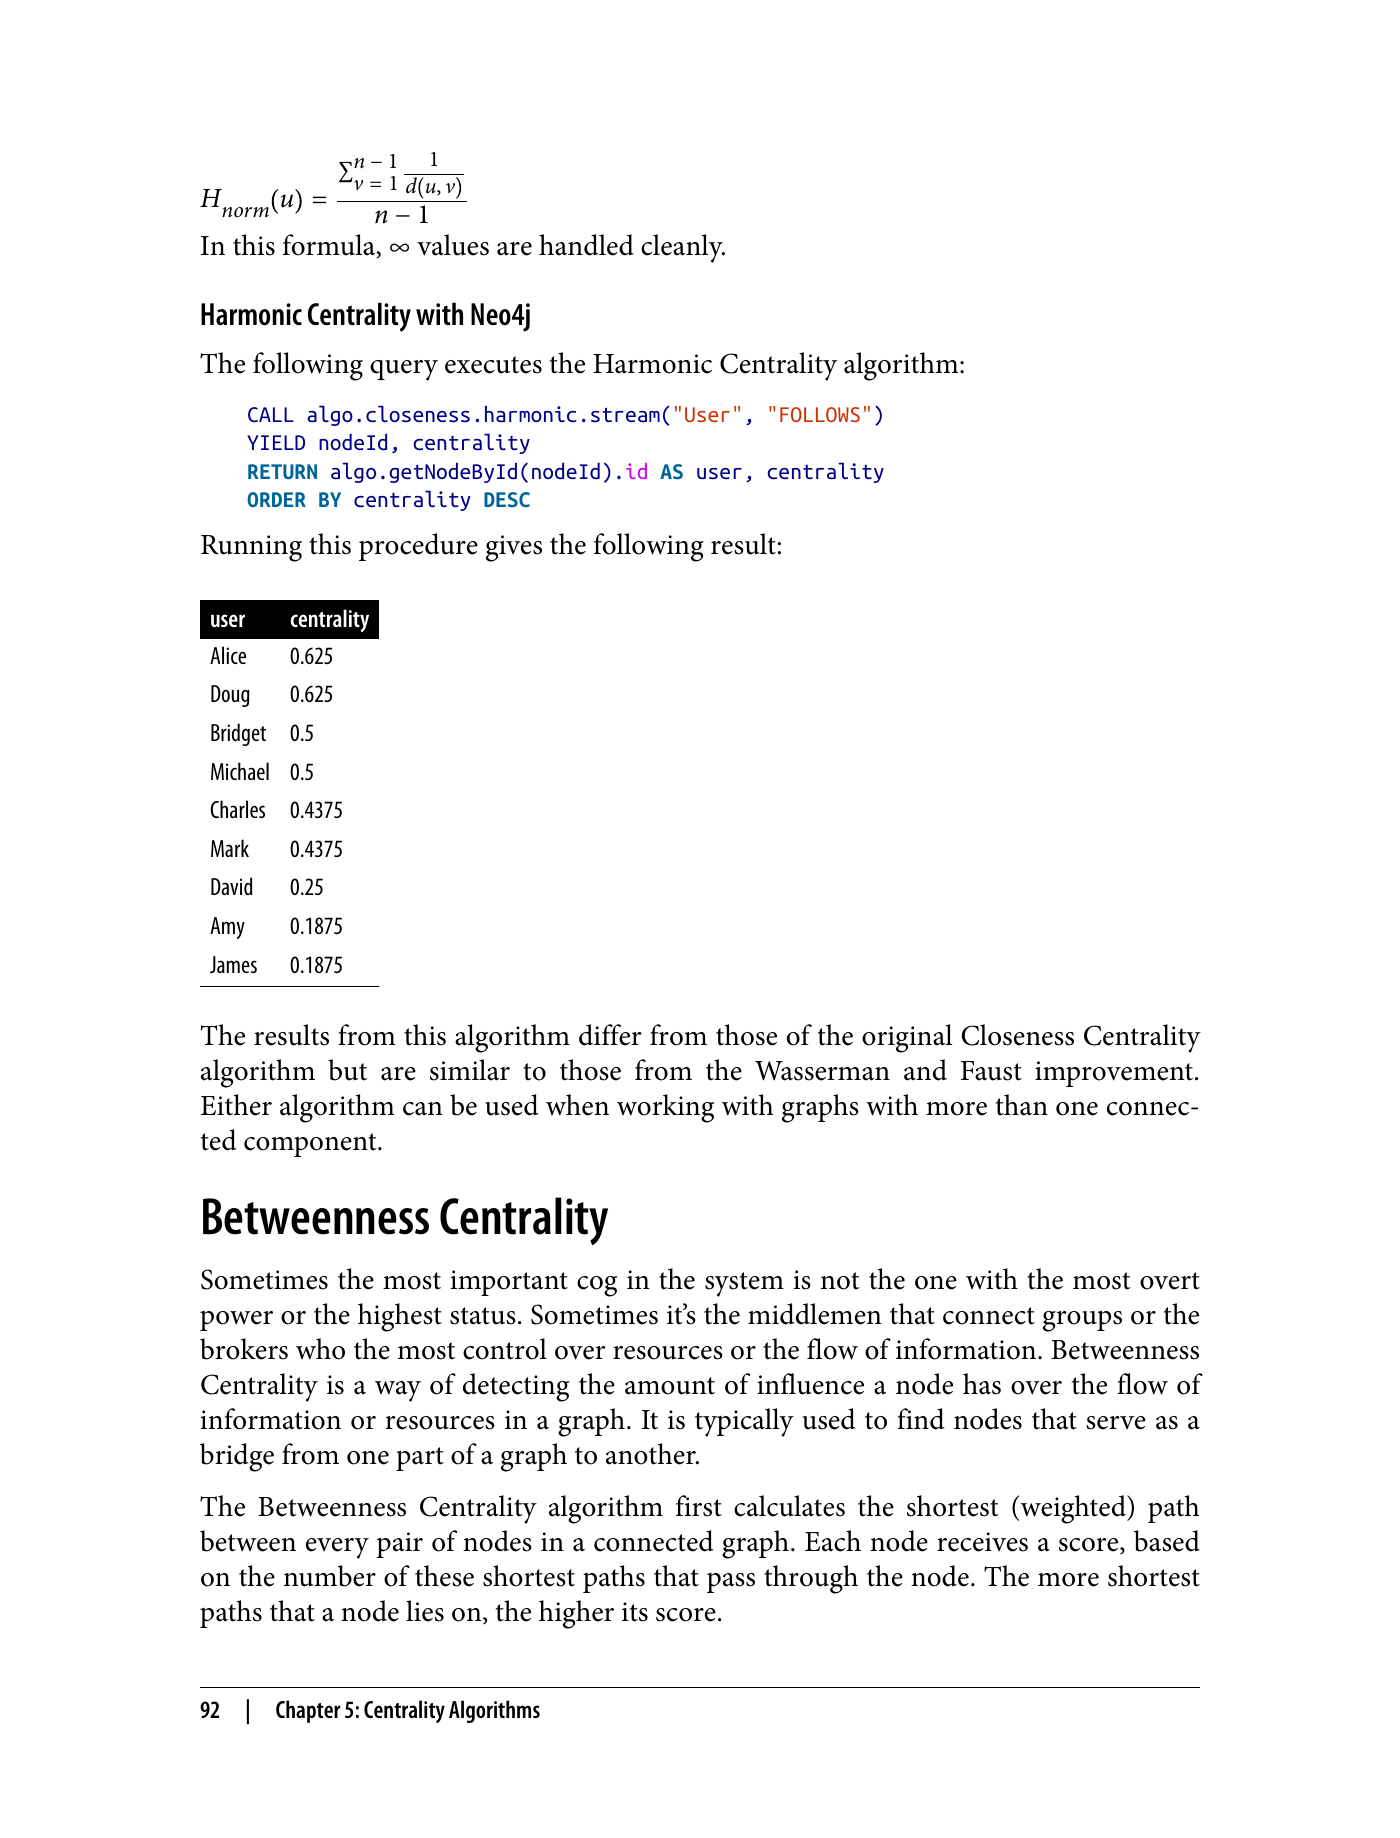 H_norm(u) = (∑_{v = 1}^{n − 1} 1/d(u, v)) / (n − 1)
In this formula, ∞ values are handled cleanly.
Harmonic Centrality with Neo4j
The following query executes the Harmonic Centrality algorithm:
CALL algo.closeness.harmonic.stream("User", "FOLLOWS")
YIELD nodeId, centrality
RETURN algo.getNodeById(nodeId).id AS user, centrality
ORDER BY centrality DESC
Running this procedure gives the following result:
user centrality
Alice 0.625
Doug 0.625
Bridget 0.5
Michael 0.5
Charles 0.4375
Mark 0.4375
David 0.25
Amy 0.1875
James 0.1875
The results from this algorithm differ from those of the original Closeness Centrality
algorithm but are similar to those from the Wasserman and Faust improvement.
Either algorithm can be used when working with graphs with more than one connec-
ted component.
Betweenness Centrality
Sometimes the most important cog in the system is not the one with the most overt
power or the highest status. Sometimes it’s the middlemen that connect groups or the
brokers who the most control over resources or the flow of information. Betweenness
Centrality is a way of detecting the amount of influence a node has over the flow of
information or resources in a graph. It is typically used to find nodes that serve as a
bridge from one part of a graph to another.
The Betweenness Centrality algorithm first calculates the shortest (weighted) path
between every pair of nodes in a connected graph. Each node receives a score, based
on the number of these shortest paths that pass through the node. The more shortest
paths that a node lies on, the higher its score.
92 | Chapter 5: Centrality Algorithms